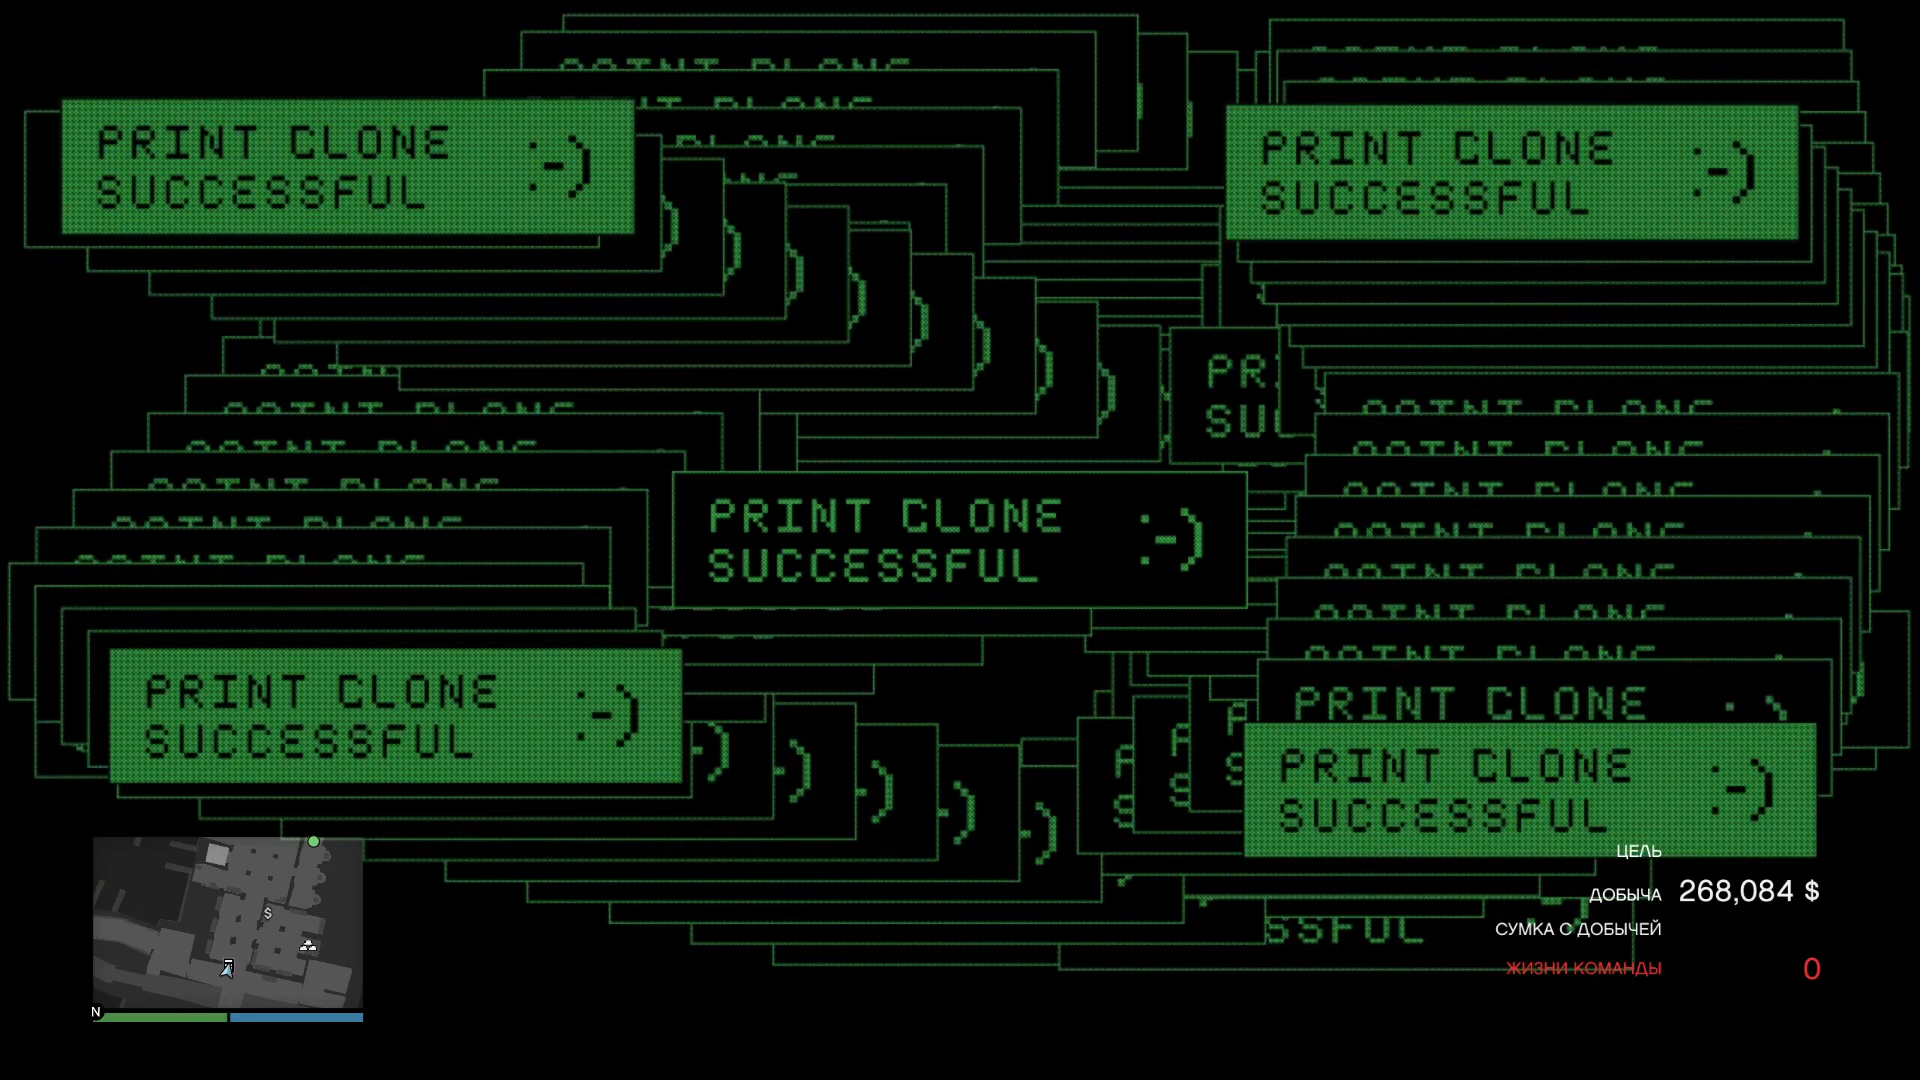 PRINT CLONE
SUCCESSFUL :-)
PRINT CLONE
SUCCESSFUL :-)
PRINT CLONE
SUCCESSFUL :-)
PRINT CLONE
SUCCESSFUL :-)
PRINT CLONE
PRINT CLONE
SUCCESSFUL :-)
ЦЕЛЬ
ДОБЫЧА 268,084 $
СУМКА С ДОБЫЧЕЙ
ЖИЗНИ КОМАНДЫ 0
$
N